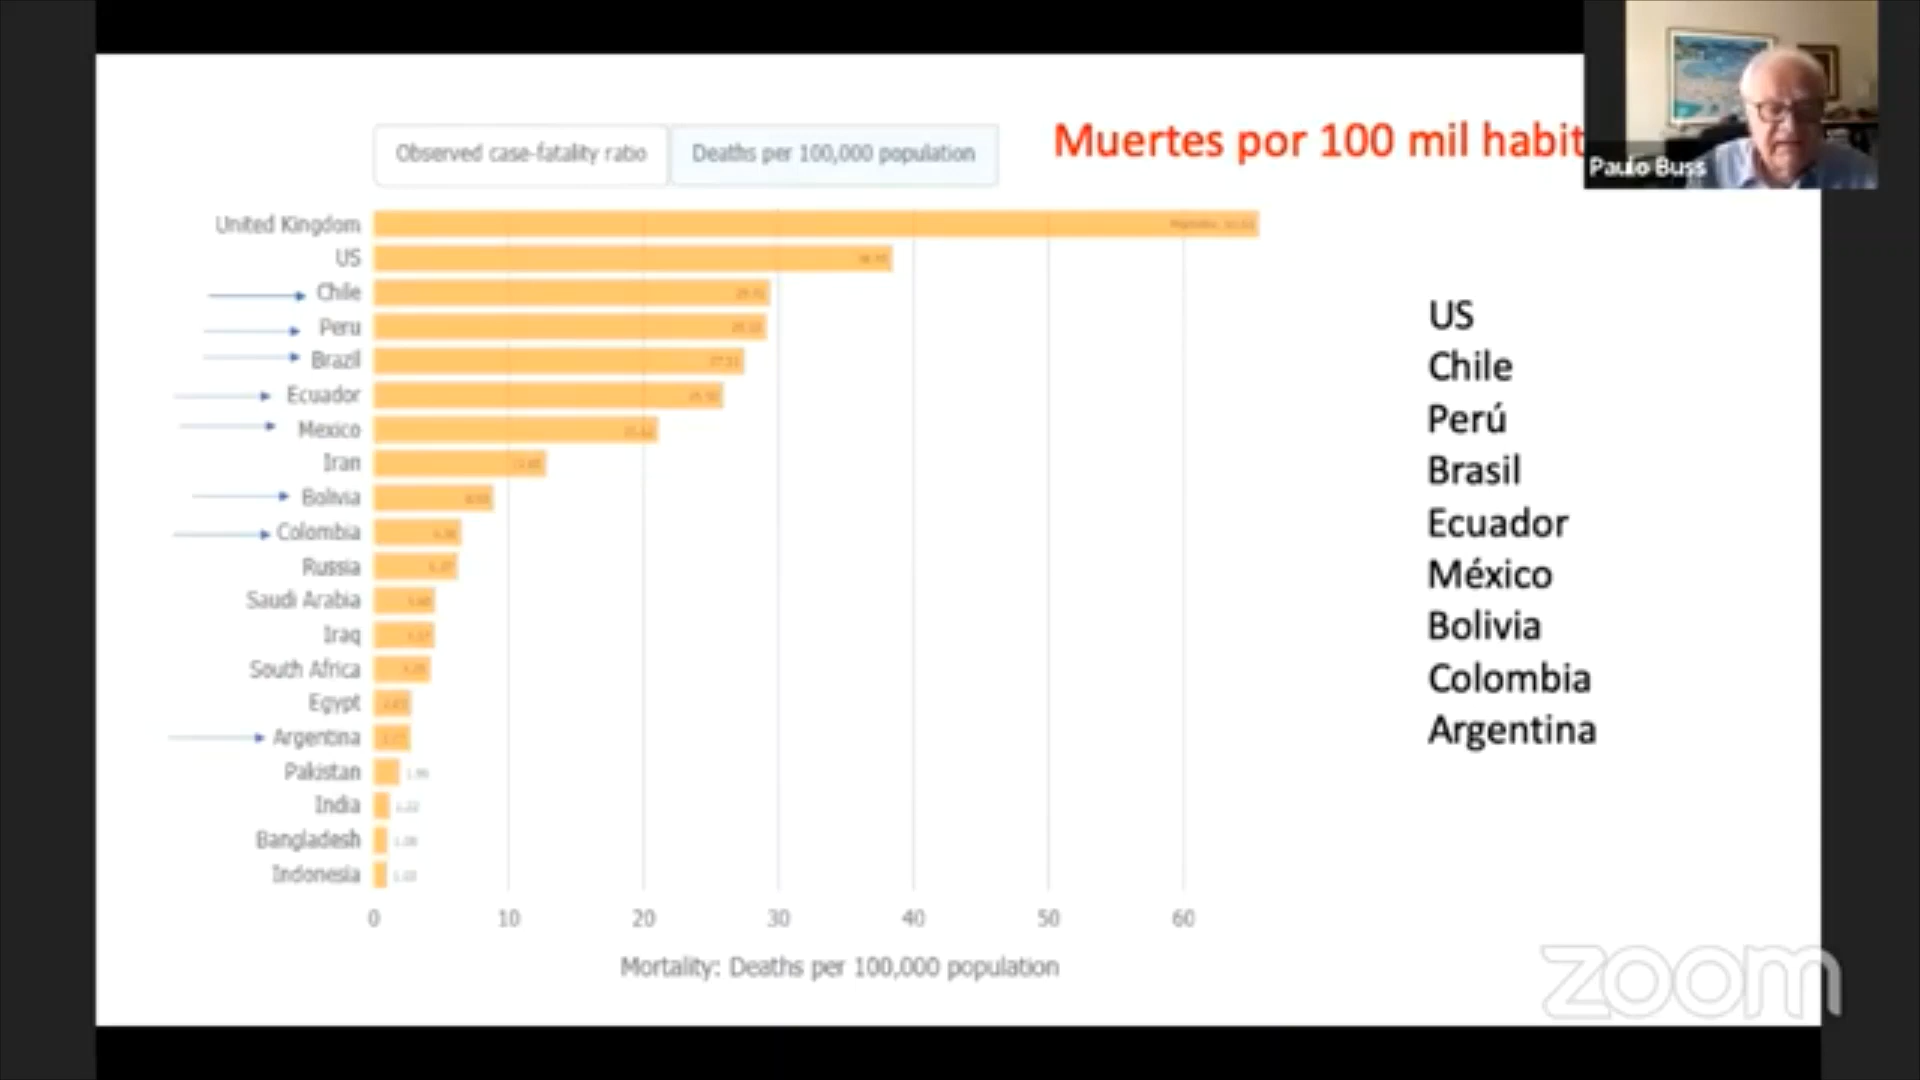 Observed case-fatality ratio
Deaths per 100,000 population
Muertes por 100 mil habit
Paulo Buss
United Kingdom
US
Chile
Peru
Brazil
Ecuador
Mexico
Iran
Bolivia
Colombia
Russia
Saudi Arabia
Iraq
South Africa
Egypt
Argentina
Pakistan
India
1.22
Bangladesh
Indonesia
0 10 20 30 40 50 60
Mortality: Deaths per 100,000 population
US
Chile
Perú
Brasil
Ecuador
México
Bolivia
Colombia
Argentina
zoom